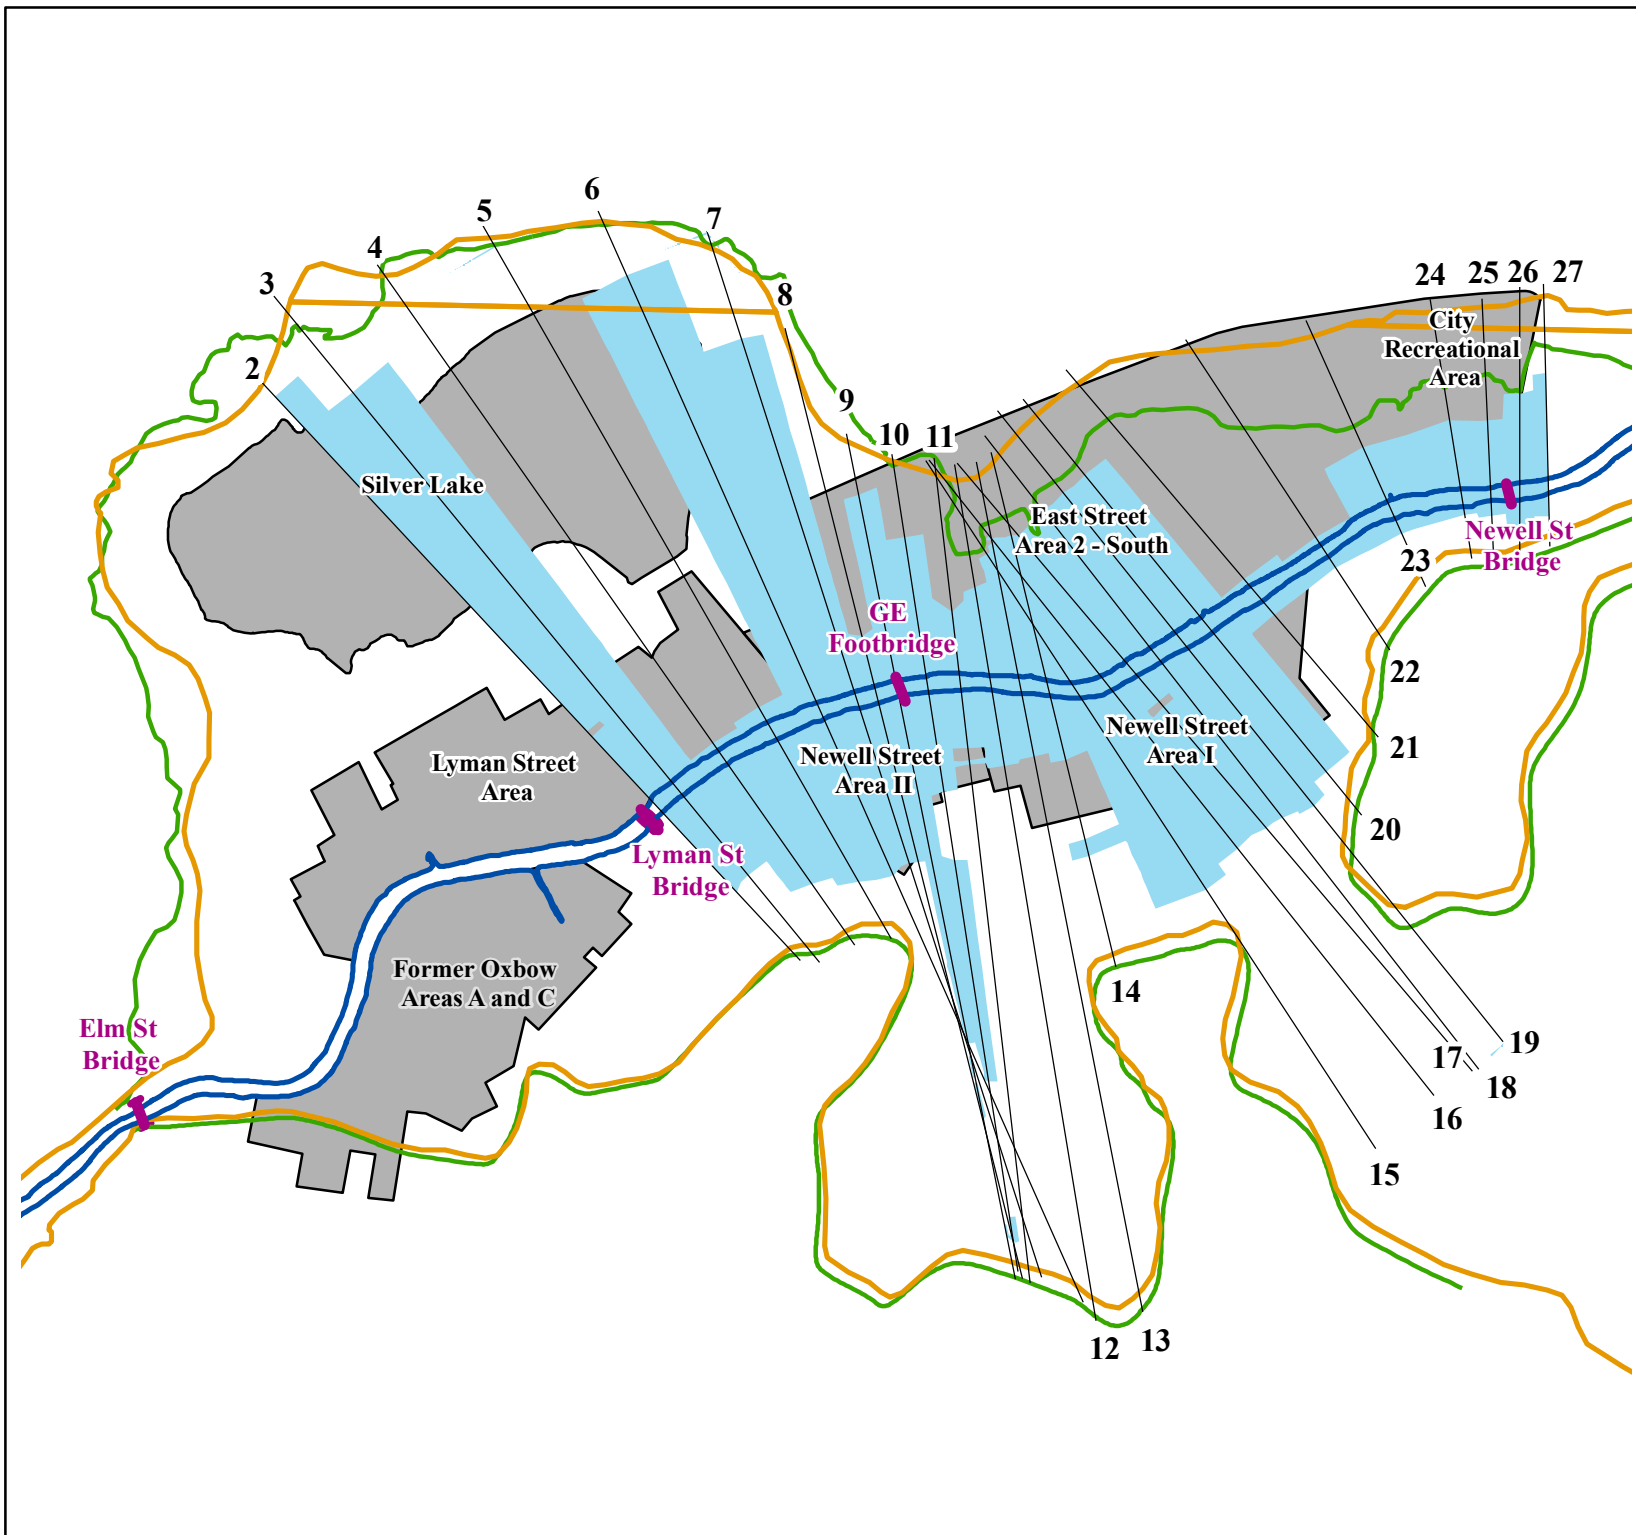 6
5
7
4
3
8
24
25
26
27
City
Recreational
Area
2
9
10
11
Silver Lake
East Street
Area 2 - South
Newell St
Bridge
23
GE
Footbridge
22
Newell Street
Area I
21
Newell Street
Area II
Lyman Street
Area
20
Lyman St
Bridge
Former Oxbow
Areas A and C
14
Elm St
Bridge
19
17
18
16
15
12
13